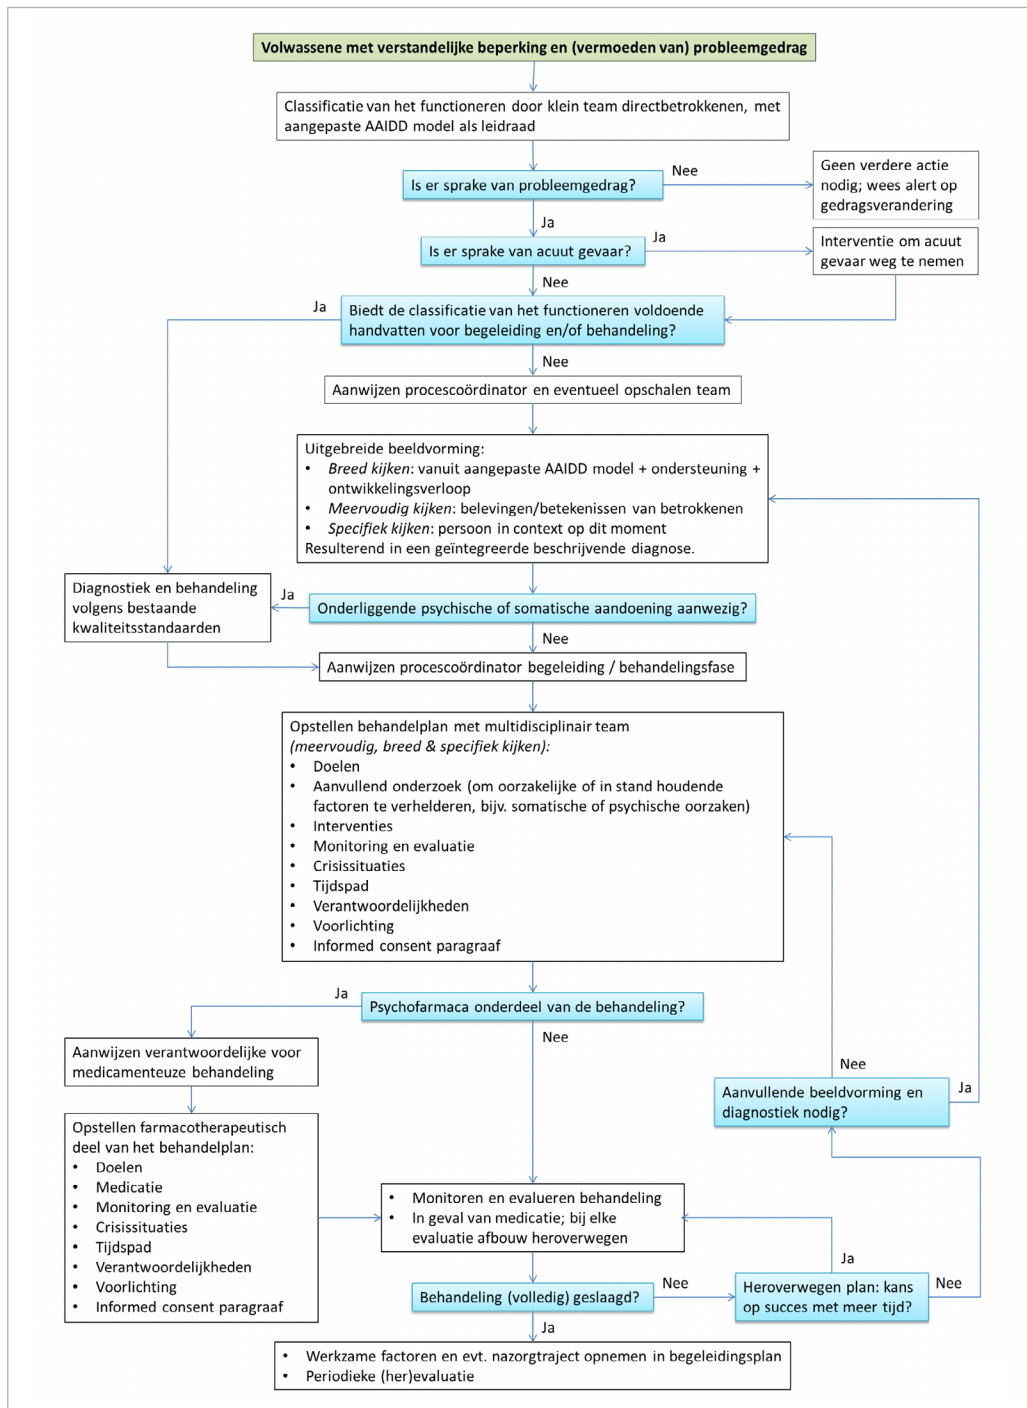 Volwassene met verstandelijke beperking en (vermoeden van) probleemgedrag
Classificatie van het functioneren door klein team directbetrokkenen, met
aangepaste AAIDD model als leidraad
Is er sprake van probleemgedrag?
Nee
Geen verdere actie
nodig; wees alert op
gedragsverandering
Ja
Is er sprake van acuut gevaar?
Ja
Interventie om acuut
gevaar weg te nemen
Nee
Ja
Biedt de classificatie van het functioneren voldoende
handvatten voor begeleiding en/of behandeling?
Nee
Aanwijzen procescoördinator en eventueel opschalen team
Uitgebreide beeldvorming:
• Breed kijken: vanuit aangepaste AAIDD model + ondersteuning +
ontwikkelingsverloop
• Meervoudig kijken: belevingen/betekenissen van betrokkenen
• Specifiek kijken: persoon in context op dit moment
Resulterend in een geïntegreerde beschrijvende diagnose.
Diagnostiek en behandeling
volgens bestaande
kwaliteitsstandaarden
Ja
Onderliggende psychische of somatische aandoening aanwezig?
Nee
Aanwijzen procescoördinator begeleiding / behandelingsfase
Opstellen behandelplan met multidisciplinair team
(meervoudig, breed & specifiek kijken):
• Doelen
• Aanvullend onderzoek (om oorzakelijke of in stand houdende
factoren te verhelderen, bijv. somatische of psychische oorzaken)
• Interventies
• Monitoring en evaluatie
• Crisissituaties
• Tijdspad
• Verantwoordelijkheden
• Voorlichting
• Informed consent paragraaf
Ja
Psychofarmaca onderdeel van de behandeling?
Nee
Aanwijzen verantwoordelijke voor
medicamenteuze behandeling
Nee
Aanvullende beeldvorming en
diagnostiek nodig?
Ja
Opstellen farmacotherapeutisch
deel van het behandelplan:
• Doelen
• Medicatie
• Monitoring en evaluatie
• Crisissituaties
• Tijdspad
• Verantwoordelijkheden
• Voorlichting
• Informed consent paragraaf
• Monitoren en evalueren behandeling
• In geval van medicatie; bij elke
evaluatie afbouw heroverwegen
Ja
Behandeling (volledig) geslaagd?
Nee
Heroverwegen plan: kans
op succes met meer tijd?
Nee
Ja
• Werkzame factoren en evt. nazorgtraject opnemen in begeleidingsplan
• Periodieke (her)evaluatie